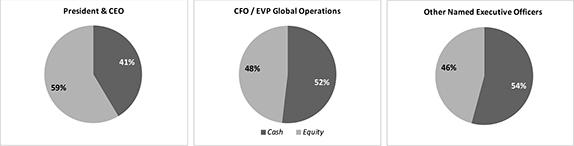 President & CEO
41%
59%
CFO / EVP Global Operations
48%
52%
Cash Equity
Other Named Executive Officers
46%
54%